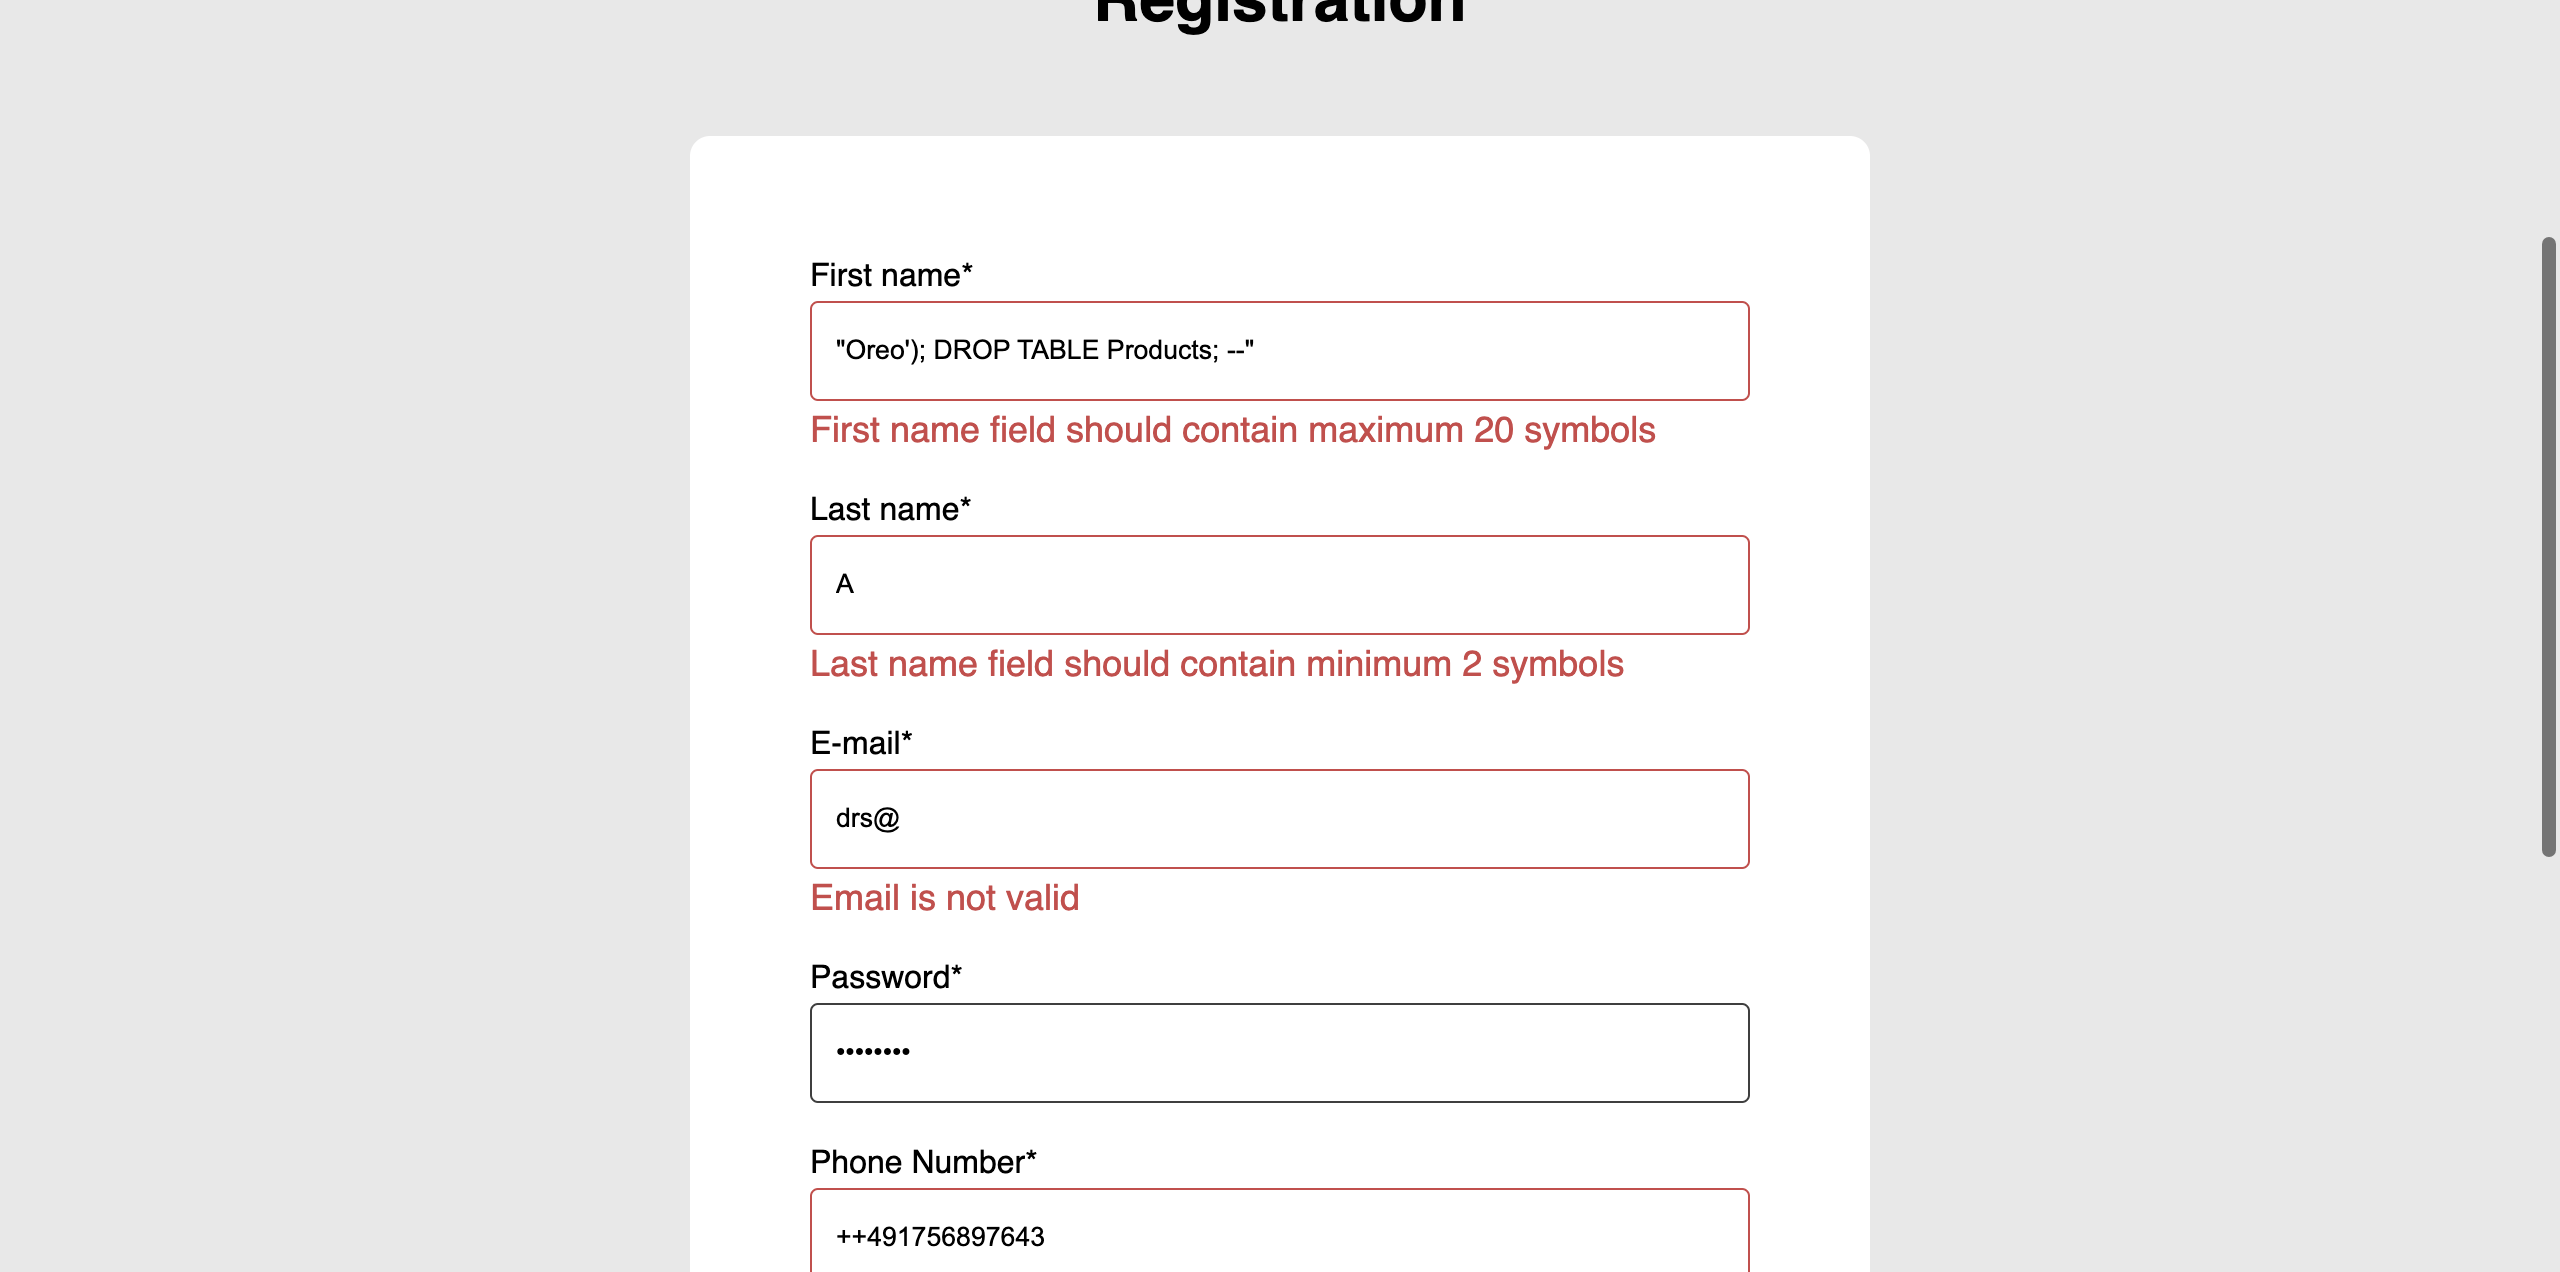 Registration
First name*
"Oreo'); DROP TABLE Products; --"
First name field should contain maximum 20 symbols
Last name*
A
Last name field should contain minimum 2 symbols
E-mail*
drs@
Email is not valid
Password*
••••••••
Phone Number*
++491756897643